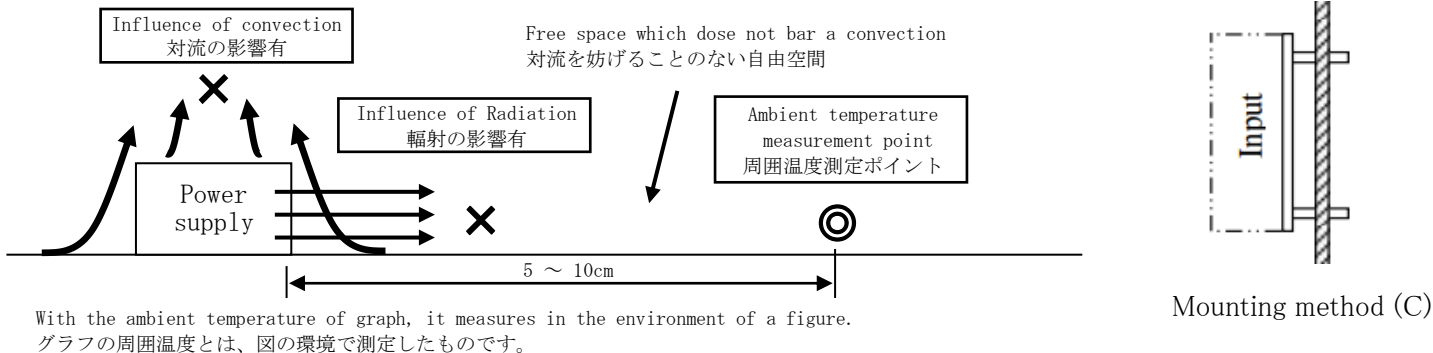 Influence of convection
対流の影響有
Free space which dose not bar a convection
対流を妨げることのない自由空間
Influence of Radiation
輻射の影響有
Ambient temperature
measurement point
周囲温度測定ポイント
Power
supply
5 ～ 10cm
With the ambient temperature of graph, it measures in the environment of a figure.
グラフの周囲温度とは、図の環境で測定したものです。
Input
Mounting method (C)